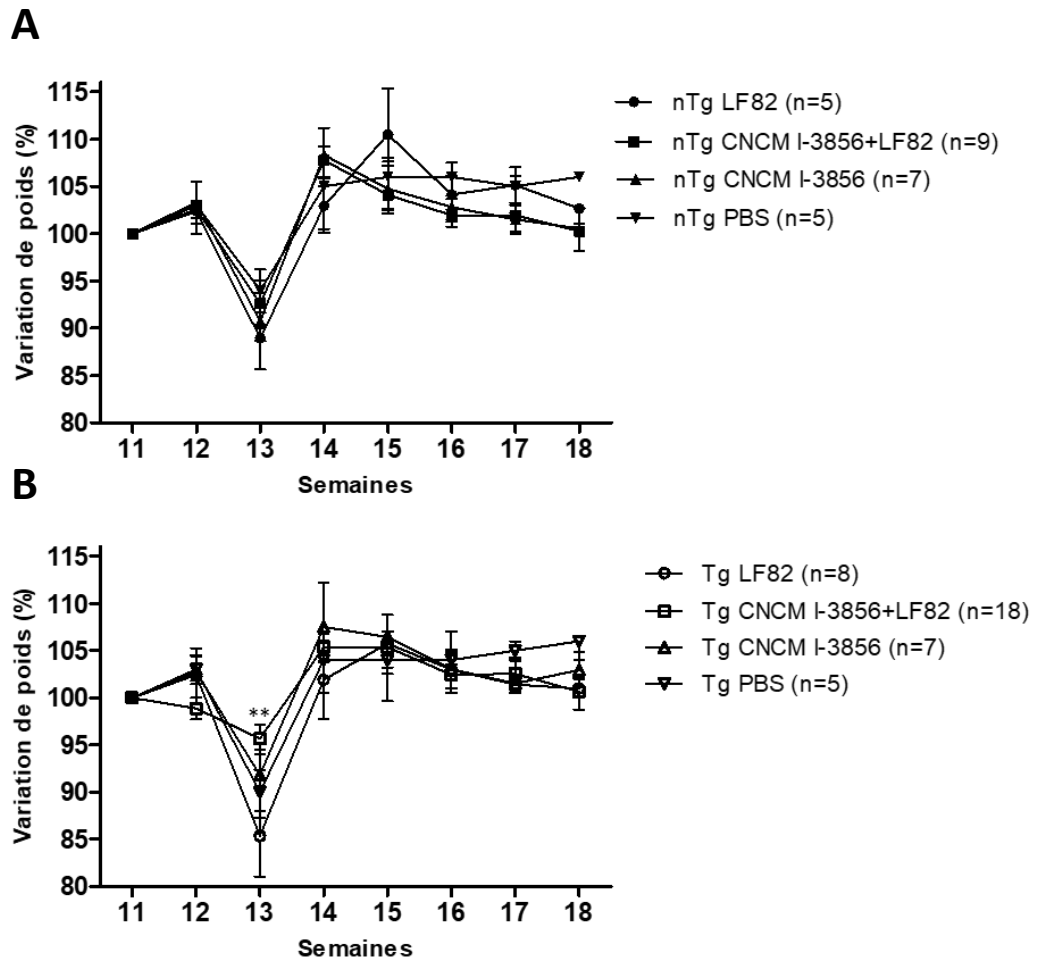 A
Variation de poids (%)
115
110
105
100
95
90
85
80
11 12 13 14 15 16 17 18
Semaines
nTg LF82 (n=5)
nTg CNCM I-3856+LF82 (n=9)
nTg CNCM I-3856 (n=7)
nTg PBS (n=5)
B
Variation de poids (%)
115
110
105
100
95
90
85
80
**
11 12 13 14 15 16 17 18
Semaines
Tg LF82 (n=8)
Tg CNCM I-3856+LF82 (n=18)
Tg CNCM I-3856 (n=7)
Tg PBS (n=5)